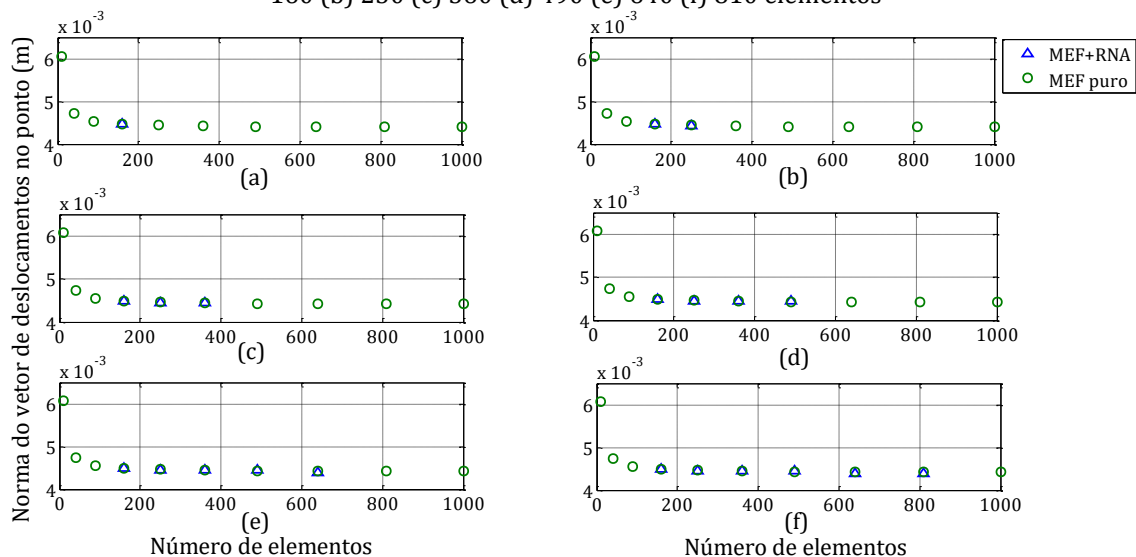 160 (b) 250 (c) 360 (d) 490 (e) 640 (f) 810 elementos
Norma do vetor de deslocamentos no ponto (m)
x 10 -3
6
5
4
0 200 400 600 800 1000
(a)
x 10 -3
6
5
4
0 200 400 600 800 1000
(b)
MEF+RNA
MEF puro
x 10 -3
6
5
4
0 200 400 600 800 1000
(c)
x 10 -3
6
5
4
0 200 400 600 800 1000
(d)
x 10 -3
6
5
4
0 200 400 600 800 1000
(e)
Número de elementos
x 10 -3
6
5
4
0 200 400 600 800 1000
(f)
Número de elementos